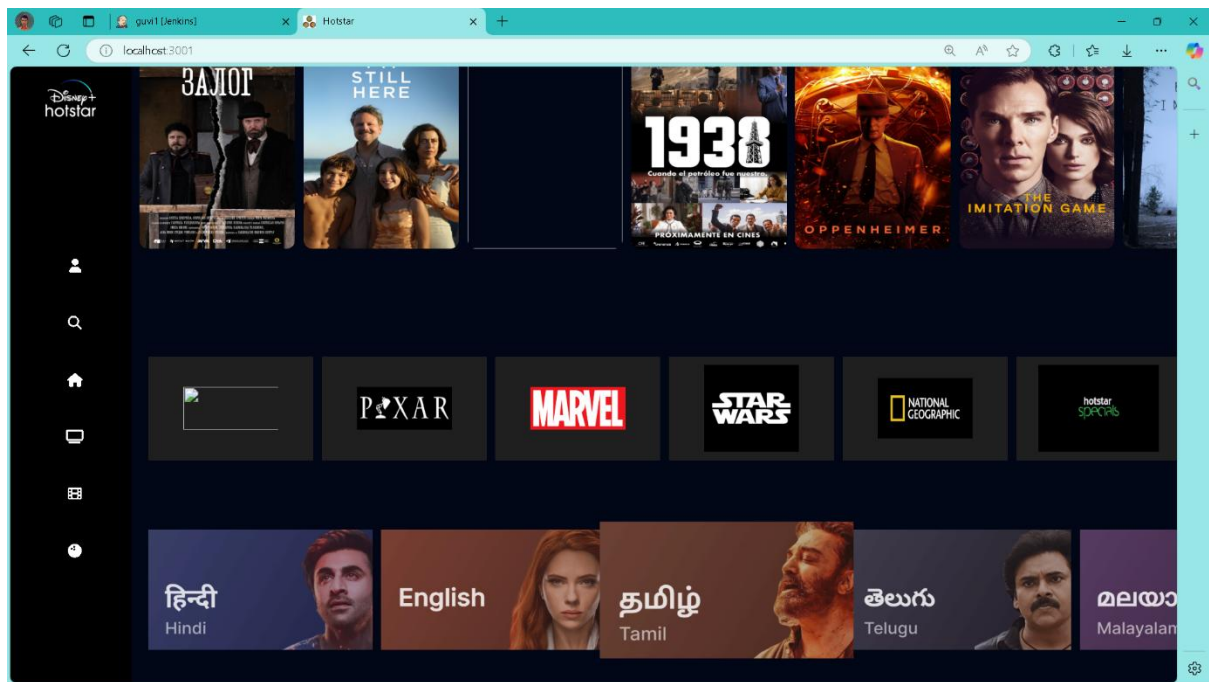 guvi1 [Jenkins]
Hotstar
localhost:3001
Disney+
hotstar
ЗАЛОГ
STILL
HERE
1938
Cuando el petróleo fue nuestro.
PRÓXIMAMENTE EN CINES
OPPENHEIMER
THE
IMITATION GAME
PIXAR
MARVEL
STAR
WARS
NATIONAL
GEOGRAPHIC
hotstar
specials
हिन्दी
Hindi
English
தமிழ்
Tamil
తెలుగు
Telugu
മലയാ
Malayalam